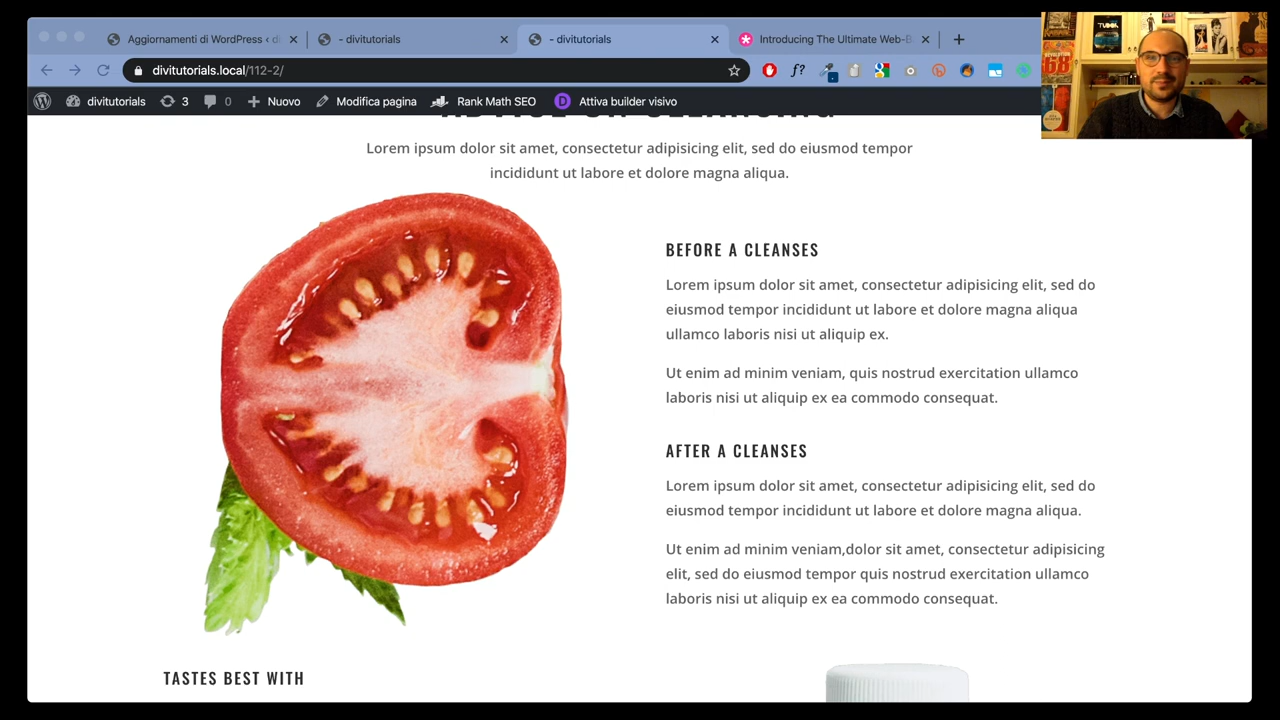 Aggiornamenti di WordPress ‹ di
- divitutorials
- divitutorials
Introducing The Ultimate Web-B
divitutorials.local/112-2/
divitutorials
3
0
Nuovo
Modifica pagina
Rank Math SEO
D
Attiva builder visivo
Lorem ipsum dolor sit amet, consectetur adipisicing elit, sed do eiusmod tempor
incididunt ut labore et dolore magna aliqua.
BEFORE A CLEANSES
Lorem ipsum dolor sit amet, consectetur adipisicing elit, sed do
eiusmod tempor incididunt ut labore et dolore magna aliqua
ullamco laboris nisi ut aliquip ex.
Ut enim ad minim veniam, quis nostrud exercitation ullamco
laboris nisi ut aliquip ex ea commodo consequat.
AFTER A CLEANSES
Lorem ipsum dolor sit amet, consectetur adipisicing elit, sed do
eiusmod tempor incididunt ut labore et dolore magna aliqua.
Ut enim ad minim veniam,dolor sit amet, consectetur adipisicing
elit, sed do eiusmod tempor quis nostrud exercitation ullamco
laboris nisi ut aliquip ex ea commodo consequat.
TASTES BEST WITH